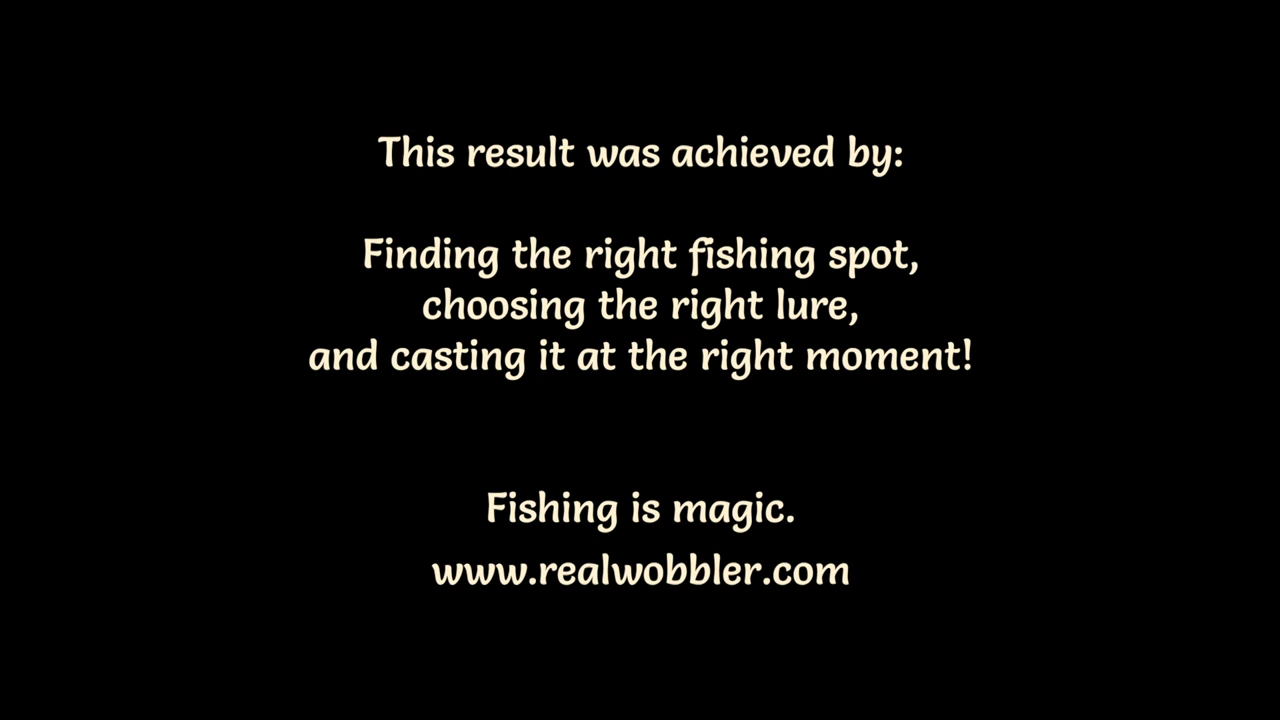 This result was achieved by:
Finding the right fishing spot,
choosing the right lure,
and casting it at the right moment!
Fishing is magic.
www.realwobbler.com